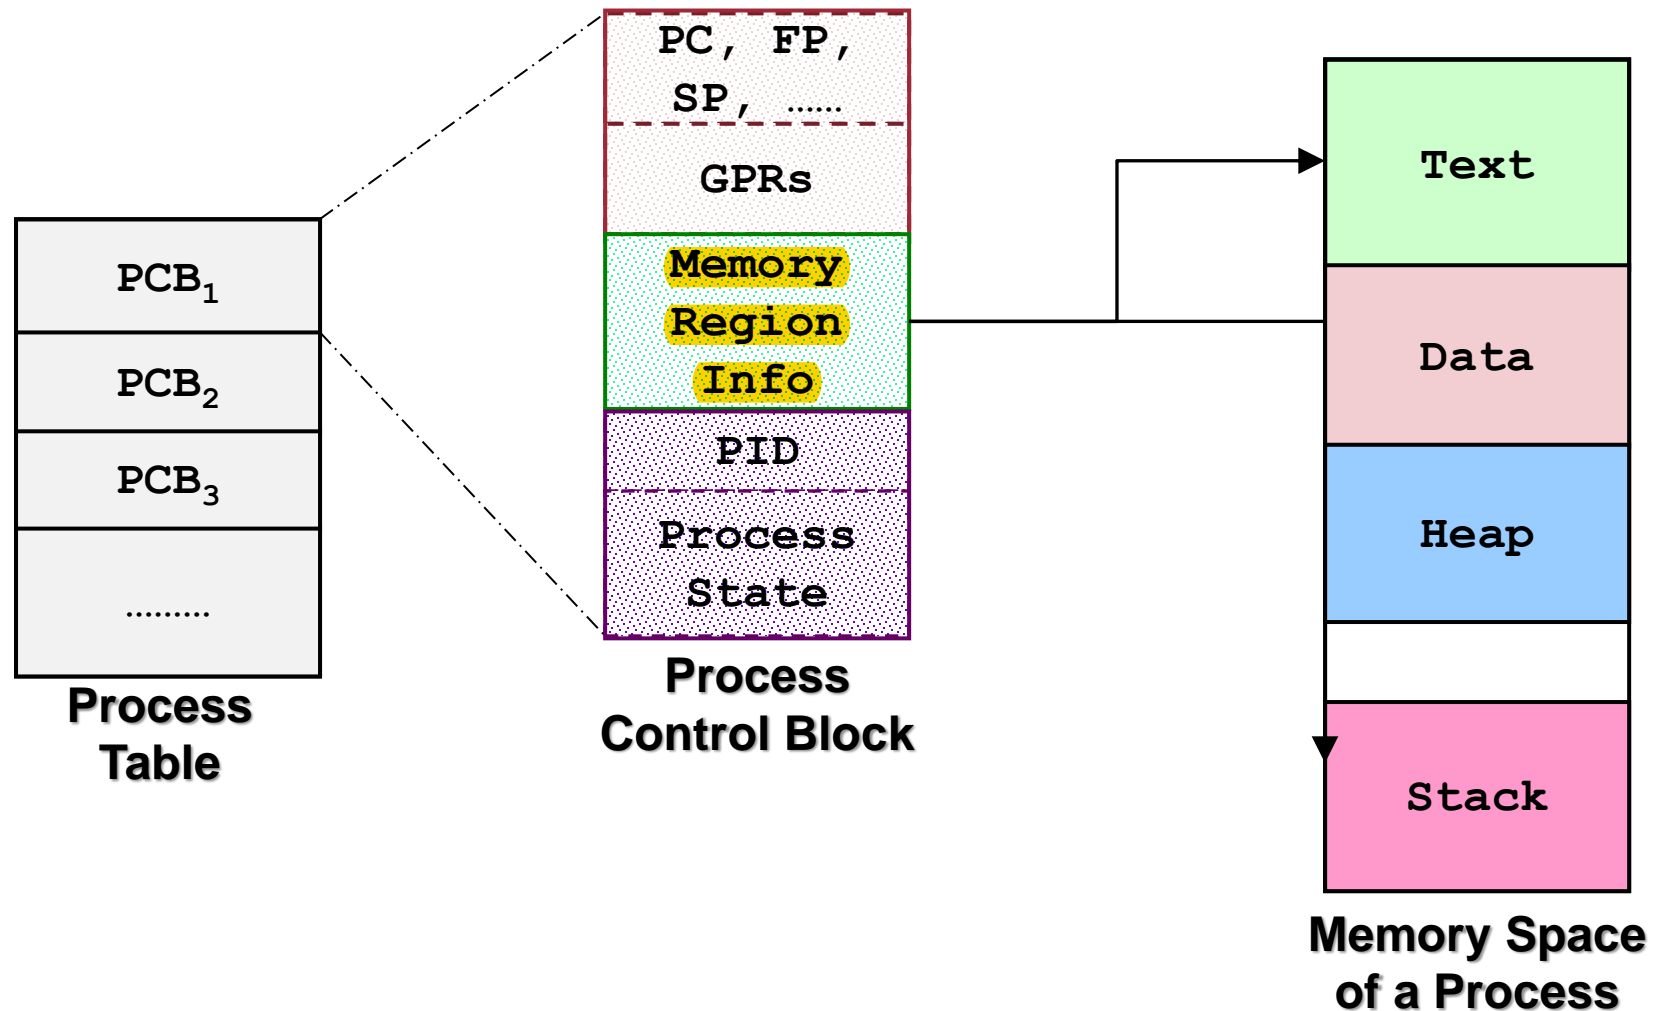 PCB₁
PCB₂
PCB₃
………
Process
Table
PC, FP,
SP, ……
GPRs
Memory
Region
Info
PID
Process
State
Process
Control Block
Text
Data
Heap
Stack
Memory Space
of a Process